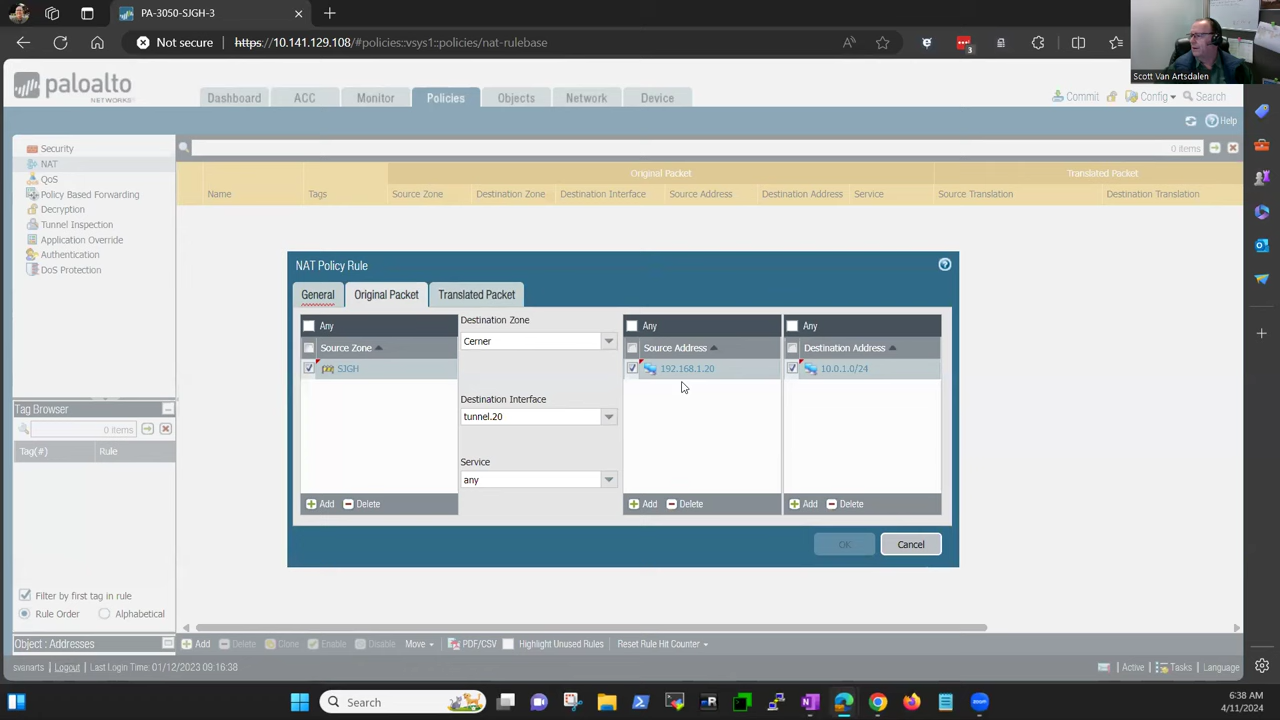 PA-3050-SJGH-3
Not secure
https://10.141.129.108/#policies::vsys1::policies/nat-rulebase
3
Scott Van Artsdalen
paloalto
NETWORKS
Dashboard
ACC
Monitor
Policies
Objects
Network
Device
Commit
Config
Search
Help
Security
NAT
QoS
Policy Based Forwarding
Decryption
Tunnel Inspection
Application Override
Authentication
DoS Protection
0 items
Original Packet
Translated Packet
Name
Tags
Source Zone
Destination Zone
Destination Interface
Source Address
Destination Address
Service
Source Translation
Destination Translation
NAT Policy Rule
General
Original Packet
Translated Packet
Any
Source Zone
SJGH
Add
Delete
Destination Zone
Cerner
Destination Interface
tunnel.20
Service
any
Any
Source Address
192.168.1.20
Add
Delete
Any
Destination Address
10.0.1.0/24
Add
Delete
OK
Cancel
Tag Browser
0 items
Tag(#)
Rule
Filter by first tag in rule
Rule Order
Alphabetical
Object : Addresses
Add
Delete
Clone
Enable
Disable
Move
PDF/CSV
Highlight Unused Rules
Reset Rule Hit Counter
svanarts
Logout
Last Login Time: 01/12/2023 09:16:38
Active
Tasks
Language
Search
6:38 AM
4/11/2024